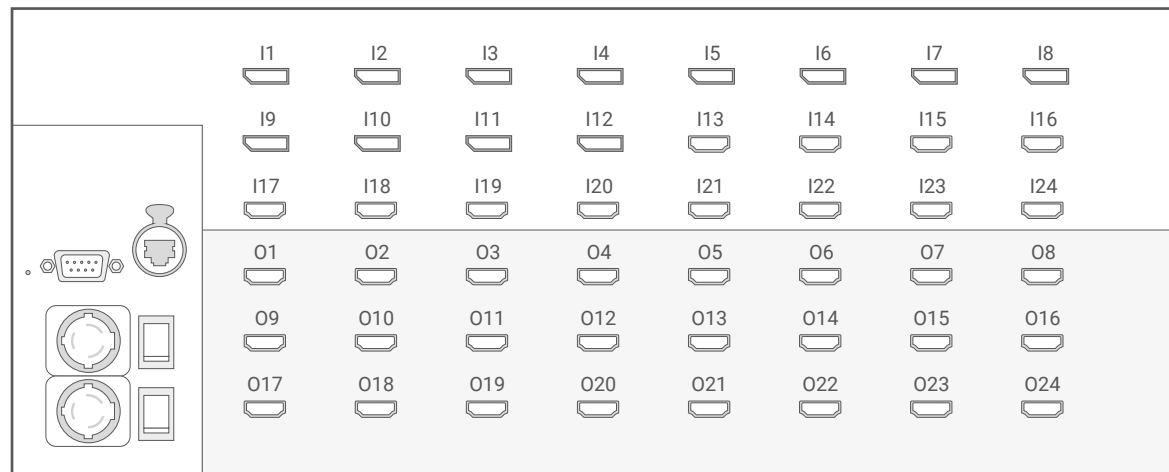 I1 I2 I3 I4 I5 I6 I7 I8
I9 I10 I11 I12 I13 I14 I15 I16
I17 I18 I19 I20 I21 I22 I23 I24
O1 O2 O3 O4 O5 O6 O7 O8
O9 O10 O11 O12 O13 O14 O15 O16
O17 O18 O19 O20 O21 O22 O23 O24